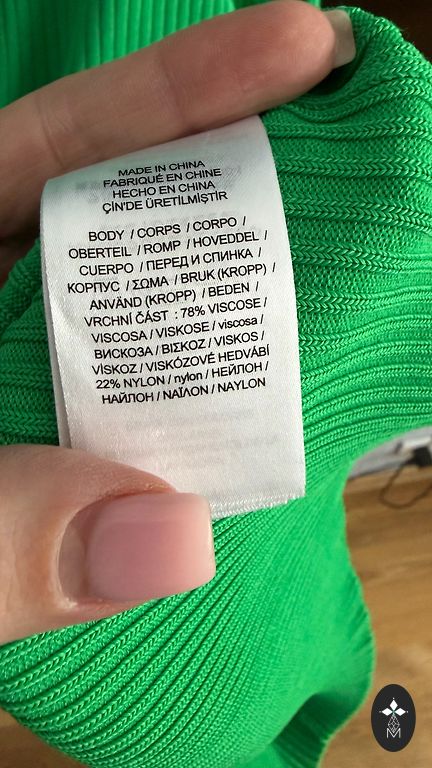 MADE IN CHINA
FABRIQUÉ EN CHINE
HECHO EN CHINA
ÇİN'DE ÜRETİLMİŞTİR
BODY / CORPS / CORPO /
OBERTEIL / ROMP / HOVEDDEL /
CUERPO / ПЕРЕД И СПИНКА /
КОРПУС / ΣΩΜΑ / BRUK (KROPP) /
ANVÄND (KROPP) / BEDEN /
VRCHNÍ ČÁST : 78% VISCOSE /
VISCOSA / VISKOSE / viscosa /
ВИСКОЗА / ΒΙΣΚΟΖ / VISKOS /
VİSKOZ / VISKÓZOVÉ HEDVÁBÍ
22% NYLON / nylon / НЕЙЛОН /
НАЙЛОН / ΝΑΪΛΟΝ / NAYLON
M